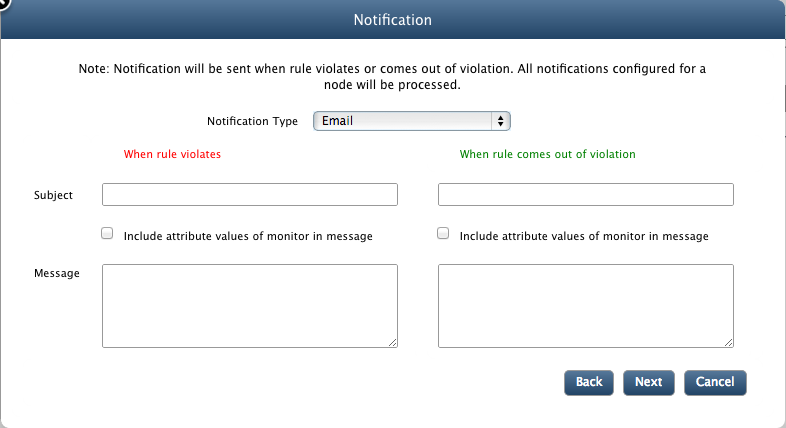 Notification
Note: Notification will be sent when rule violates or comes out of violation. All notifications configured for a
node will be processed.
Notification Type Email
When rule violates When rule comes out of violation
Subject
Include attribute values of monitor in message Include attribute values of monitor in message
Message
Back Next Cancel